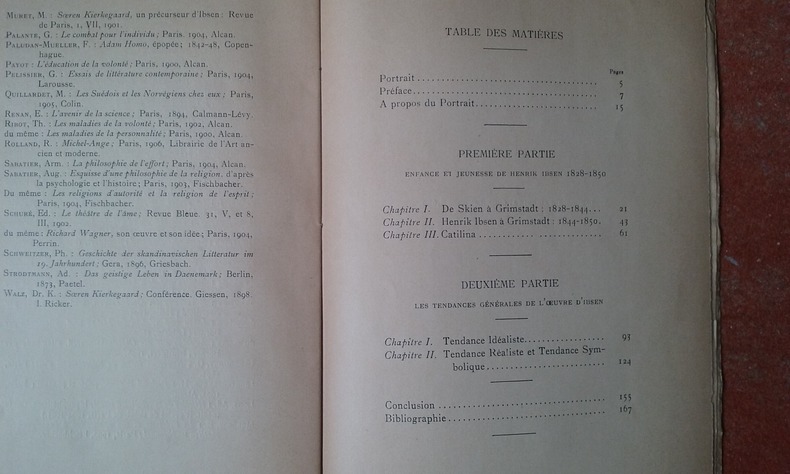 MURET, M. : Sœren Kierkegaard, un précurseur d'Ibsen : Revue
de Paris, 1, VII, 1901.
PALANTE, G. : Le combat pour l'individu ; Paris, 1904, Alcan.
PALUDAN-MUELLER, F. : Adam Homo, épopée ; 1842-48, Copen-
hague.
PAYOT : L'éducation de la volonté ; Paris, 1900, Alcan.
PELISSIER, G. : Essais de littérature contemporaine ; Paris, 1904,
Larousse.
QUILLARDET, M. : Les Suédois et les Norvégiens chez eux ; Paris,
1905, Colin.
RENAN, E. : L'avenir de la science ; Paris, 1894, Calmann-Lévy.
RIBOT, Th. : Les maladies de la volonté ; Paris, 1902, Alcan.
du même : Les maladies de la personnalité ; Paris, 1900, Alcan.
ROLLAND, R. : Michel-Ange ; Paris, 1906, Librairie de l'Art an-
cien et moderne.
SABATIER, Arm. : La philosophie de l'effort ; Paris, 1904, Alcan.
SABATIER, Aug. : Esquisse d'une philosophie de la religion, d'après
la psychologie et l'histoire ; Paris, 1903, Fischbacher.
Du même : Les religions d'autorité et la religion de l'esprit ;
Paris, 1904, Fischbacher.
SCHURÉ, Ed. : Le théâtre de l'âme ; Revue Bleue. 31, V, et 8,
III, 1902.
du même : Richard Wagner, son œuvre et son idée ; Paris, 1904,
Perrin.
SCHWEITZER, Ph. : Geschichte der skandinavischen Litteratur im
19. Jahrhundert ; Gera, 1896, Griesbach.
STRODTMANN, Ad. : Das geistige Leben in Daenemark ; Berlin,
1873, Paetel.
WALZ, Dr. K. : Sœren Kierkegaard ; Conférence. Giessen, 1898.
I. Ricker.
TABLE DES MATIÈRES
Pages
Portrait 5
Préface 7
A propos du Portrait 15
PREMIÈRE PARTIE
ENFANCE ET JEUNESSE DE HENRIK IBSEN 1828-1850
Chapitre I. De Skien à Grimstadt : 1828-1844 21
Chapitre II. Henrik Ibsen à Grimstadt : 1844-1850. 43
Chapitre III. Catilina 61
DEUXIÈME PARTIE
LES TENDANCES GÉNÉRALES DE L'ŒUVRE D'IBSEN
Chapitre I. Tendance Idéaliste 93
Chapitre II. Tendance Réaliste et Tendance Sym-
bolique 124
Conclusion 155
Bibliographie 167